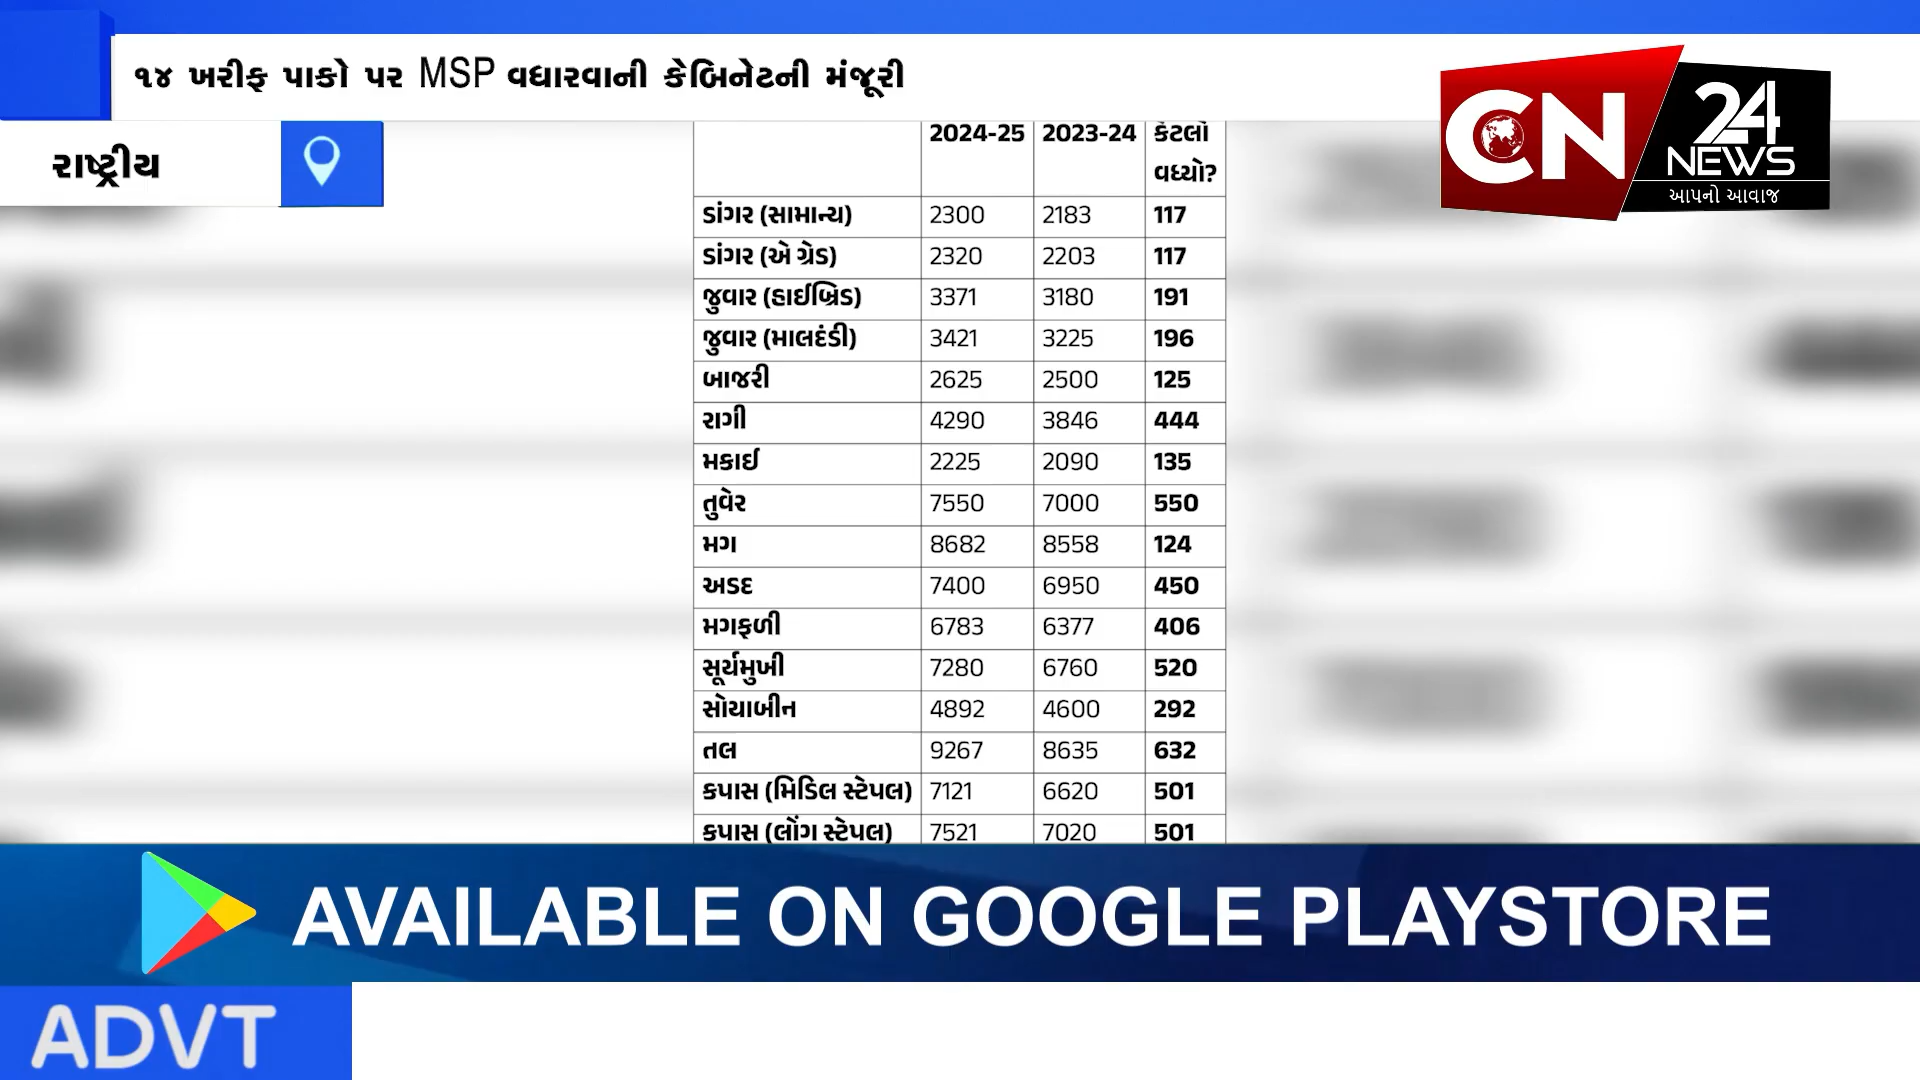 ૧૪ ખરીફ પાકો પર MSP વધારવાની કેબિનેટની મંજૂરી
CN 24 NEWS
આપનો આવાજ
રાષ્ટ્રીય
2024-25 2023-24 કેટલો વધ્યો?
ડાંગર (સામાન્ય) 2300 2183 117
ડાંગર (એ ગ્રેડ) 2320 2203 117
જુવાર (હાઈબ્રિડ) 3371 3180 191
જુવાર (માલદંડી) 3421 3225 196
બાજરી 2625 2500 125
રાગી 4290 3846 444
મકાઈ 2225 2090 135
તુવેર 7550 7000 550
મગ 8682 8558 124
અડદ 7400 6950 450
મગફળી 6783 6377 406
સૂર્યમુખી 7280 6760 520
સોયાબીન 4892 4600 292
તલ 9267 8635 632
કપાસ (મિડિલ સ્ટેપલ) 7121 6620 501
કપાસ (લોંગ સ્ટેપલ) 7521 7020 501
AVAILABLE ON GOOGLE PLAYSTORE
ADVT